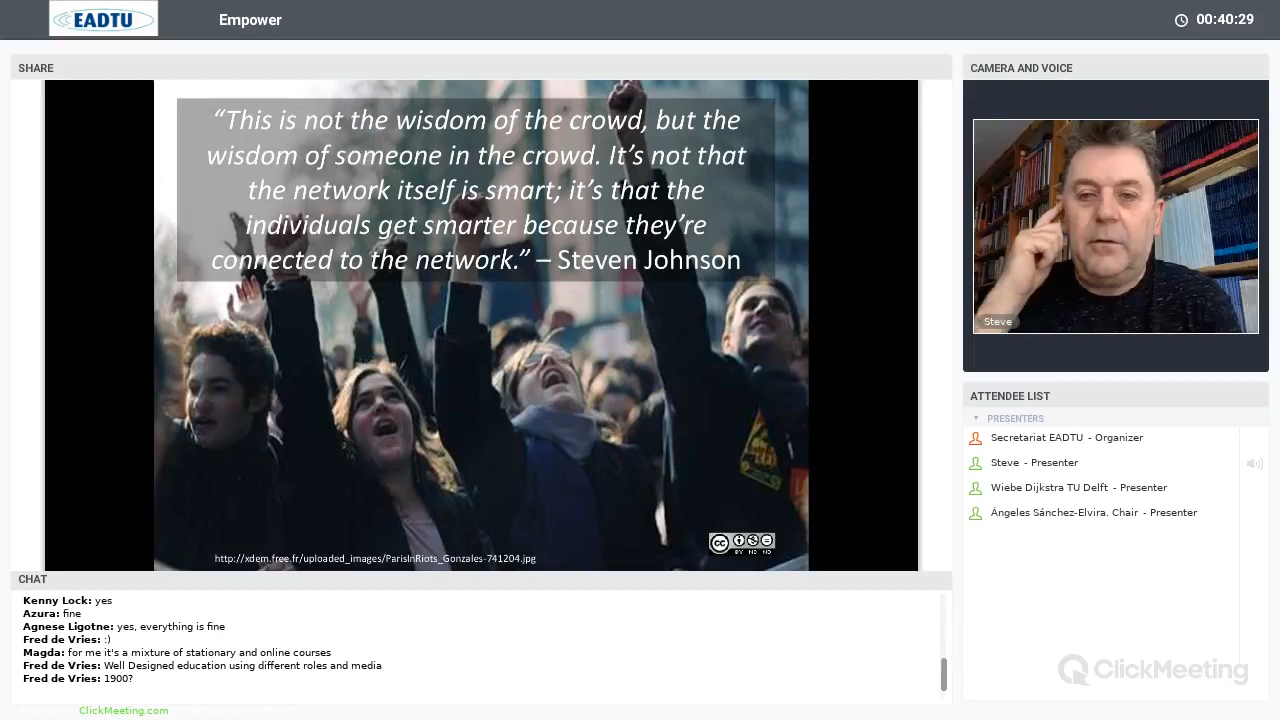 EADTU
Empower
00:40:29
SHARE
“This is not the wisdom of the crowd, but the
wisdom of someone in the crowd. It’s not that
the network itself is smart; it’s that the
individuals get smarter because they’re
connected to the network.” – Steven Johnson
http://xdem.free.fr/uploaded_images/ParisInRiots_Gonzales-741204.jpg
CHAT
Kenny Lock: yes
Azura: fine
Agnese Ligotne: yes, everything is fine
Fred de Vries: :)
Magda: for me it's a mixture of stationary and online courses
Fred de Vries: Well Designed education using different roles and media
Fred de Vries: 1900?
ClickMeeting.com
CAMERA AND VOICE
Steve
ATTENDEE LIST
PRESENTERS
Secretariat EADTU - Organizer
Steve - Presenter
Wiebe Dijkstra TU Delft - Presenter
Ángeles Sánchez-Elvira. Chair - Presenter
ClickMeeting